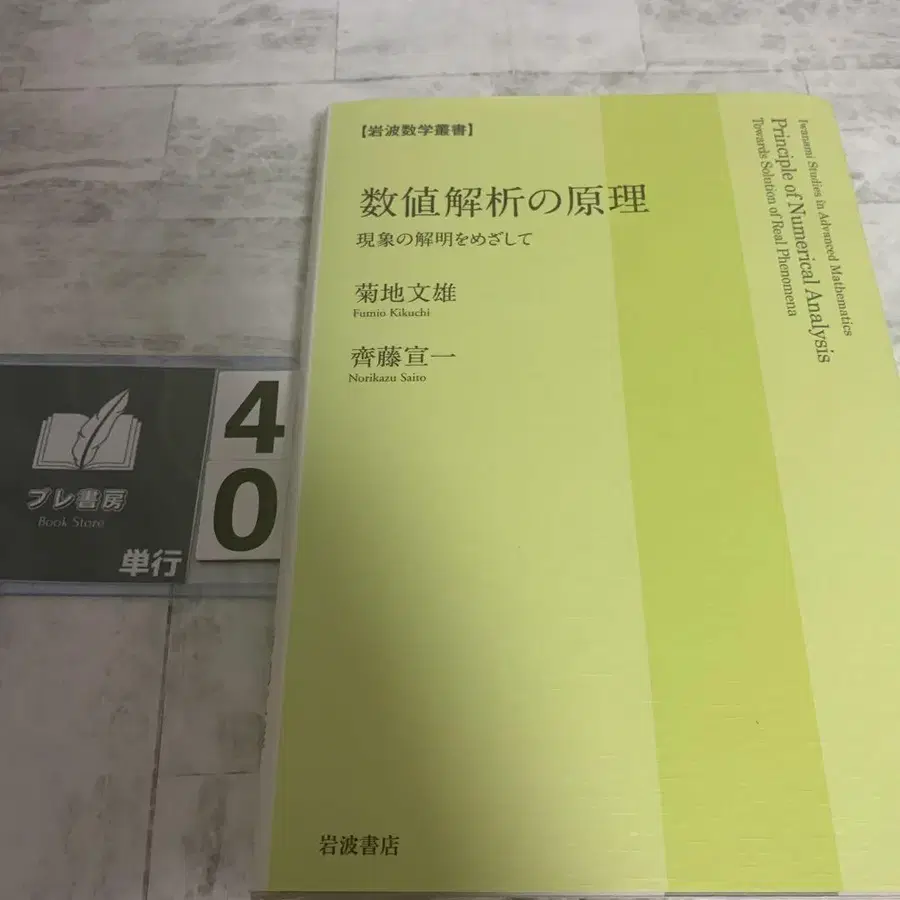 【岩波数学叢書】
数値解析の原理
現象の解明をめざして
菊地文雄
Fumio Kikuchi
齊藤宣一
Norikazu Saito
岩波書店
Iwanami Studies in Advanced Mathematics
Principle of Numerical Analysis
Towards Solution of Real Phenomena
ブレ書房
Book Store
単行
4
0